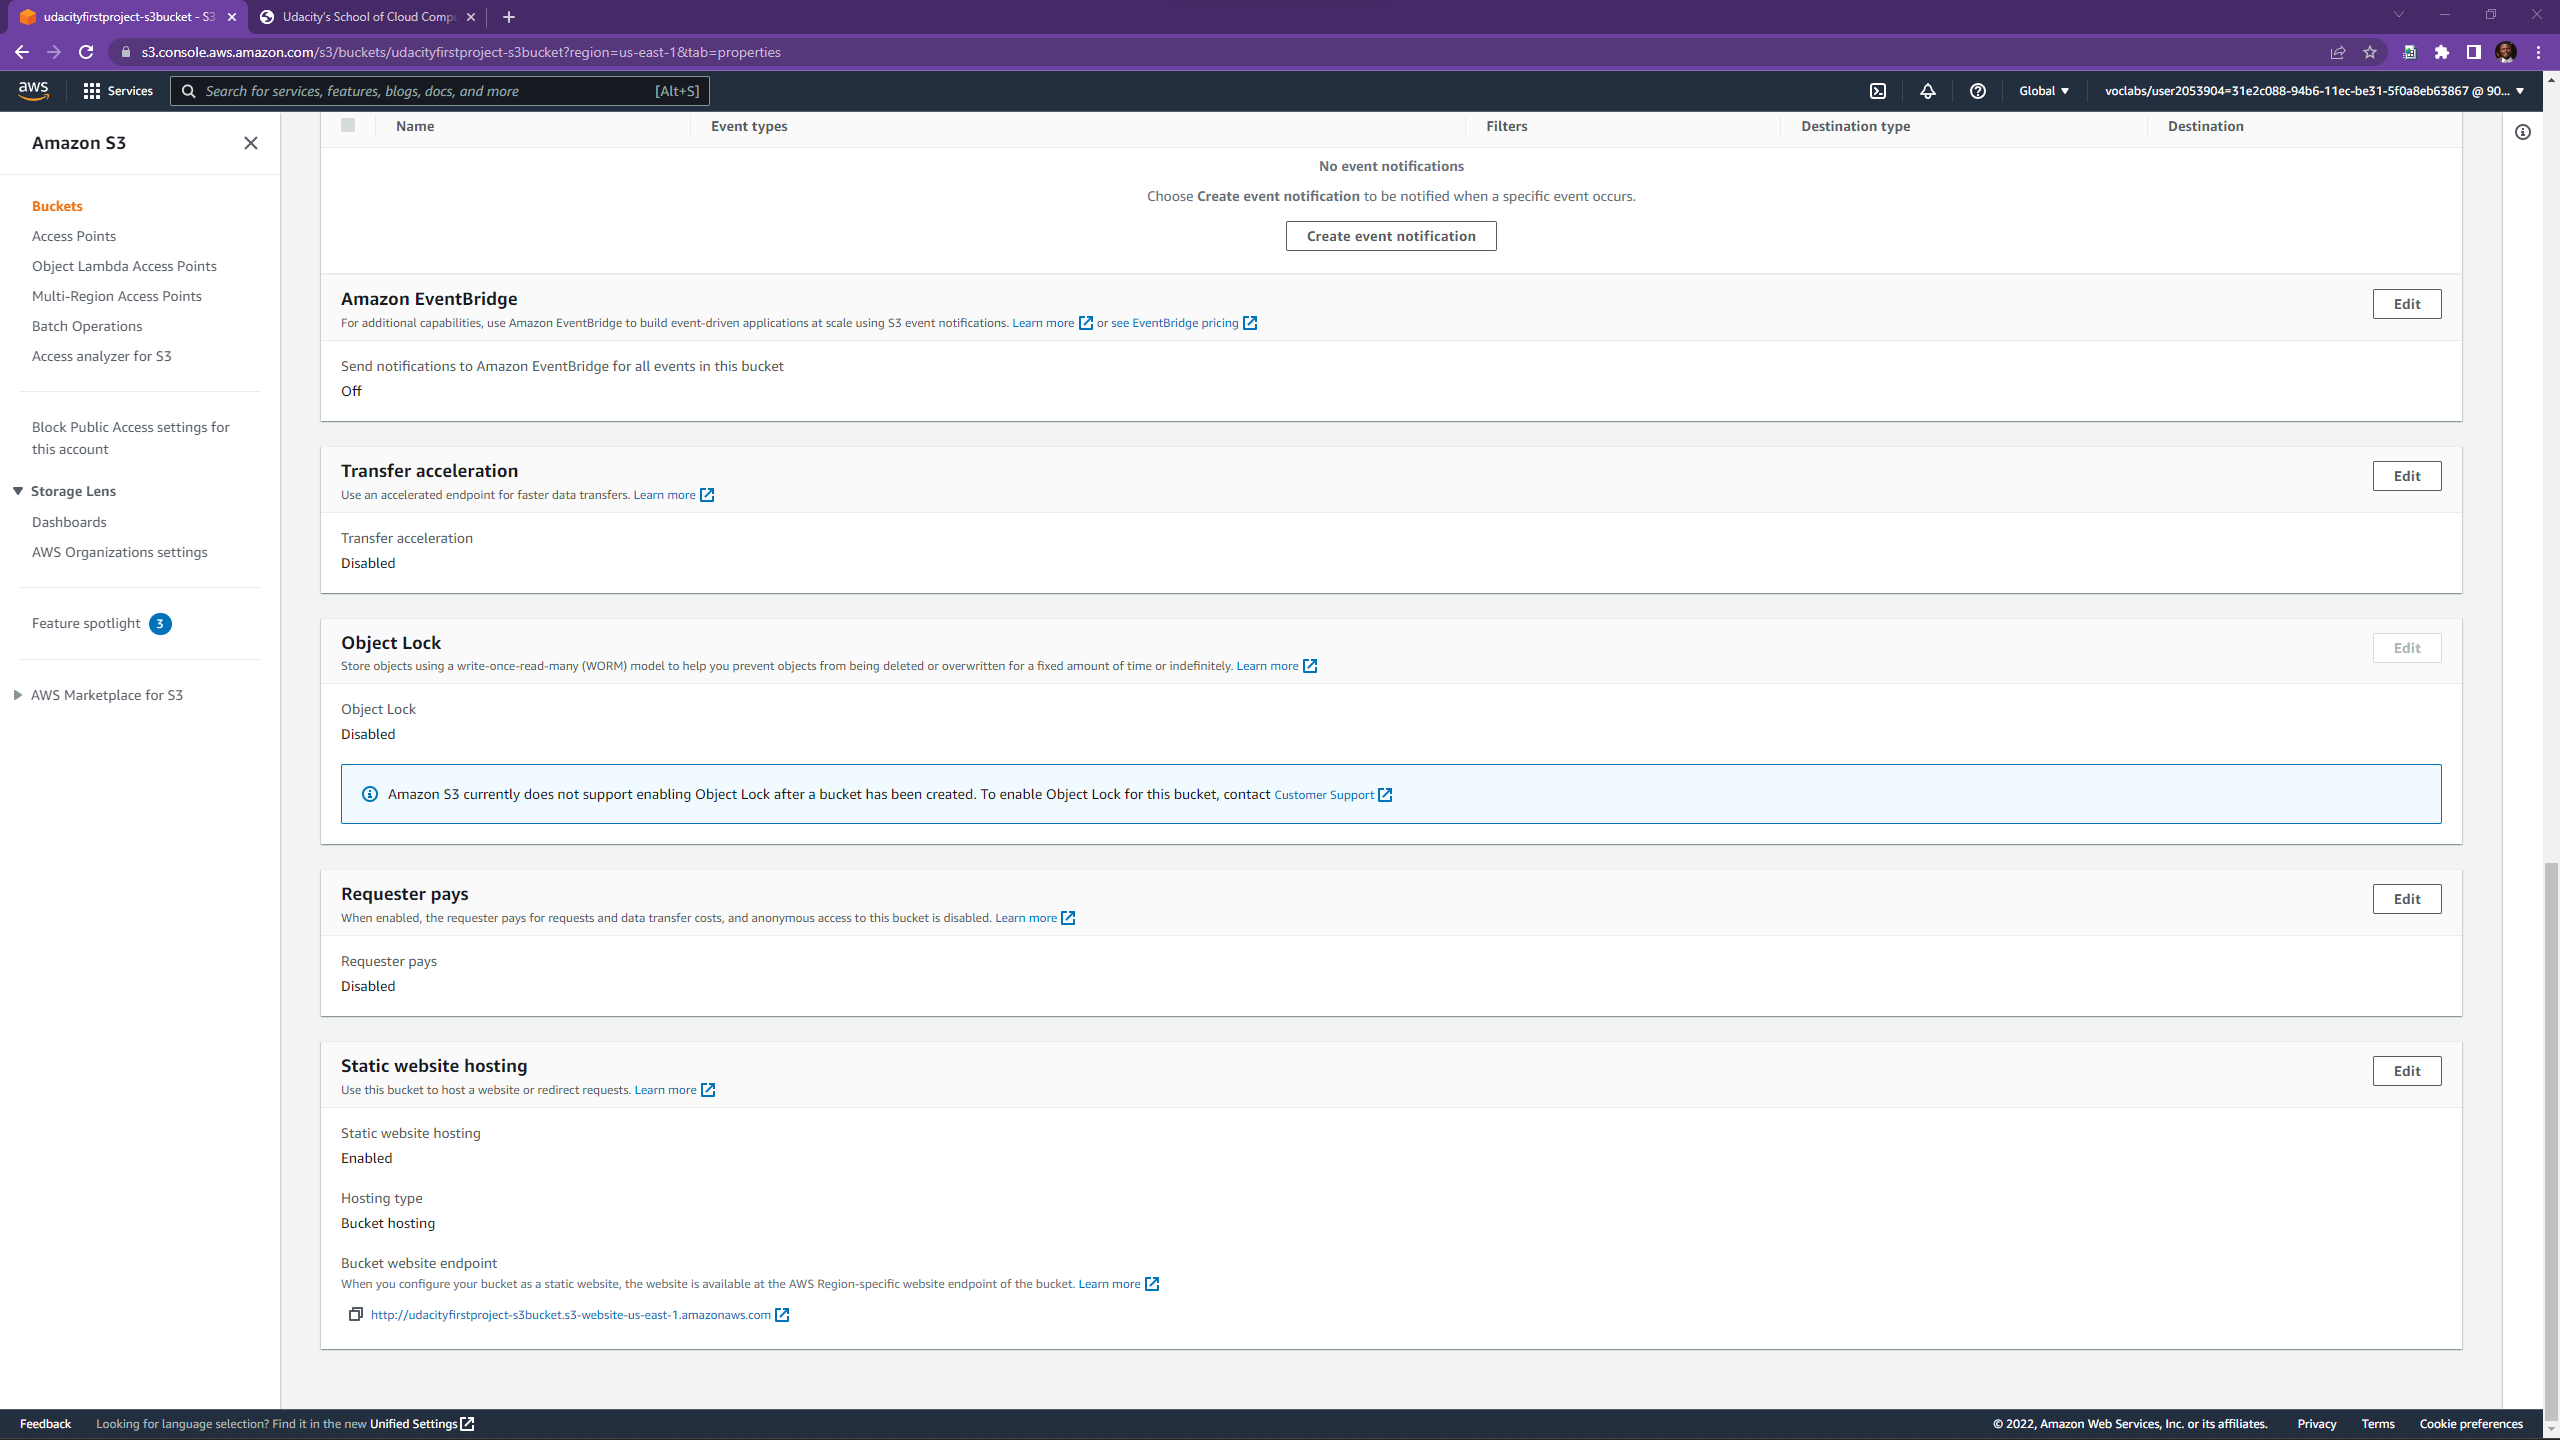 udacityfirstproject-s3bucket - S3
Udacity's School of Cloud Compu
s3.console.aws.amazon.com/s3/buckets/udacityfirstproject-s3bucket?region=us-east-1&tab=properties
aws
Services
Search for services, features, blogs, docs, and more
[Alt+S]
Global
voclabs/user2053904=31e2c088-94b6-11ec-be31-5f0a8eb63867 @ 90...
Amazon S3
Buckets
Access Points
Object Lambda Access Points
Multi-Region Access Points
Batch Operations
Access analyzer for S3
Block Public Access settings for
this account
Storage Lens
Dashboards
AWS Organizations settings
Feature spotlight 3
AWS Marketplace for S3
Name Event types Filters Destination type Destination
No event notifications
Choose Create event notification to be notified when a specific event occurs.
Create event notification
Amazon EventBridge
Edit
For additional capabilities, use Amazon EventBridge to build event-driven applications at scale using S3 event notifications. Learn more or see EventBridge pricing
Send notifications to Amazon EventBridge for all events in this bucket
Off
Transfer acceleration
Edit
Use an accelerated endpoint for faster data transfers. Learn more
Transfer acceleration
Disabled
Object Lock
Edit
Store objects using a write-once-read-many (WORM) model to help you prevent objects from being deleted or overwritten for a fixed amount of time or indefinitely. Learn more
Object Lock
Disabled
Amazon S3 currently does not support enabling Object Lock after a bucket has been created. To enable Object Lock for this bucket, contact Customer Support
Requester pays
Edit
When enabled, the requester pays for requests and data transfer costs, and anonymous access to this bucket is disabled. Learn more
Requester pays
Disabled
Static website hosting
Edit
Use this bucket to host a website or redirect requests. Learn more
Static website hosting
Enabled
Hosting type
Bucket hosting
Bucket website endpoint
When you configure your bucket as a static website, the website is available at the AWS Region-specific website endpoint of the bucket. Learn more
http://udacityfirstproject-s3bucket.s3-website-us-east-1.amazonaws.com
Feedback
Looking for language selection? Find it in the new Unified Settings
© 2022, Amazon Web Services, Inc. or its affiliates.
Privacy
Terms
Cookie preferences